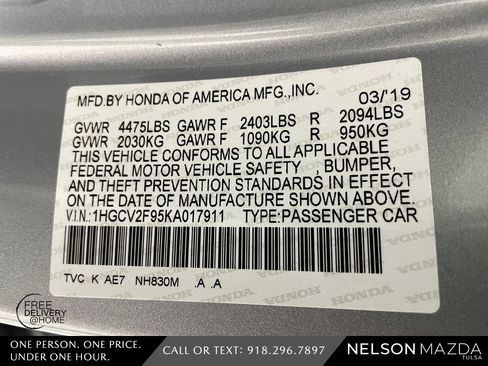 MFD.BY HONDA OF AMERICA MFG.,INC. 03/'19
GVWR 4475LBS GAWR F 2403LBS R 2094LBS
GVWR 2030KG GAWR F 1090KG R 950KG
THIS VEHICLE CONFORMS TO ALL APPLICABLE
FEDERAL MOTOR VEHICLE SAFETY , BUMPER,
AND THEFT PREVENTION STANDARDS IN EFFECT
ON THE DATE OF MANUFACTURE SHOWN ABOVE.
V.I.N.:1HGCV2F95KA017911 TYPE:PASSENGER CAR
TVC K AE7 NH830M .A .A
FREE
DELIVERY
@HOME
ONE PERSON. ONE PRICE.
UNDER ONE HOUR.
CALL OR TEXT: 918.296.7897
NELSON MAZDA
TULSA